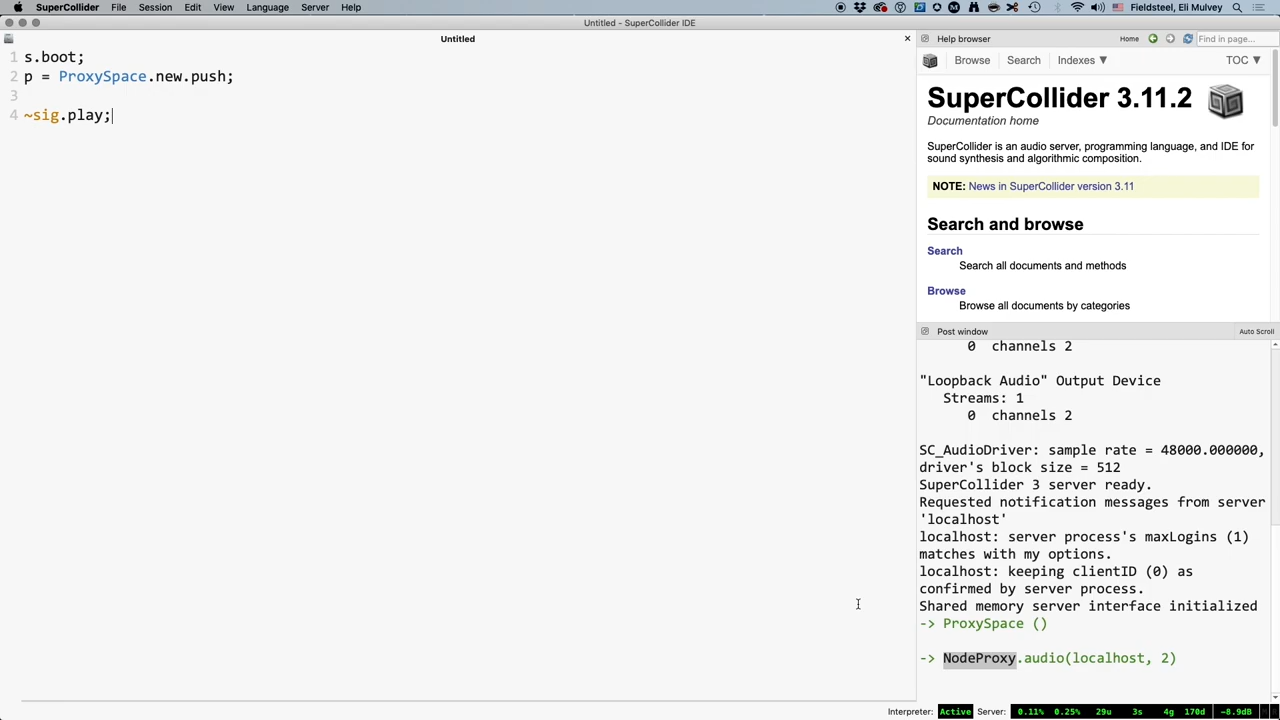 SuperCollider File Session Edit View Language Server Help Fieldsteel, Eli Mulvey
Untitled - SuperCollider IDE
Untitled
1 s.boot;
2 p = ProxySpace.new.push;
3
4 ~sig.play;
Help browser Home Find in page...
Browse Search Indexes ▼ TOC ▼
SuperCollider 3.11.2
Documentation home
SuperCollider is an audio server, programming language, and IDE for
sound synthesis and algorithmic composition.
NOTE: News in SuperCollider version 3.11
Search and browse
Search
Search all documents and methods
Browse
Browse all documents by categories
Post window Auto Scroll
0 channels 2
"Loopback Audio" Output Device
Streams: 1
0 channels 2
SC_AudioDriver: sample rate = 48000.000000,
driver's block size = 512
SuperCollider 3 server ready.
Requested notification messages from server
'localhost'
localhost: server process's maxLogins (1)
matches with my options.
localhost: keeping clientID (0) as
confirmed by server process.
Shared memory server interface initialized
-> ProxySpace ()
-> NodeProxy.audio(localhost, 2)
Interpreter: Active Server: 0.11% 0.25% 29u 3s 4g 170d -8.9dB